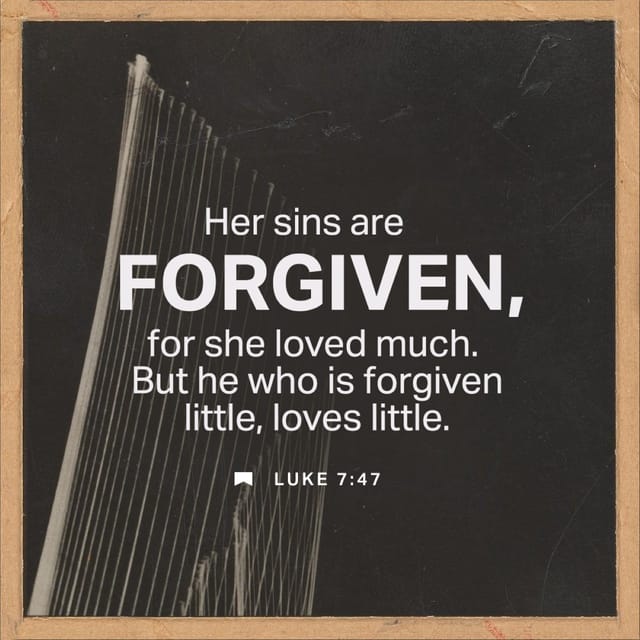 Her sins are
FORGIVEN,
for she loved much.
But he who is forgiven
little, loves little.
LUKE 7:47